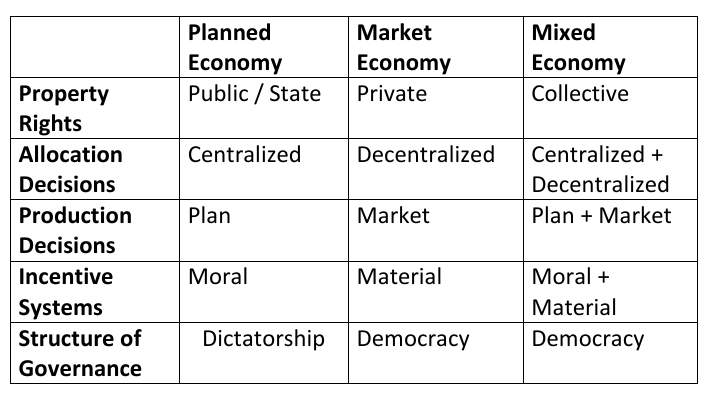 Planned Economy
Market Economy
Mixed Economy
Property Rights
Public / State
Private
Collective
Allocation Decisions
Centralized
Decentralized
Centralized + Decentralized
Production Decisions
Plan
Market
Plan + Market
Incentive Systems
Moral
Material
Moral + Material
Structure of Governance
Dictatorship
Democracy
Democracy